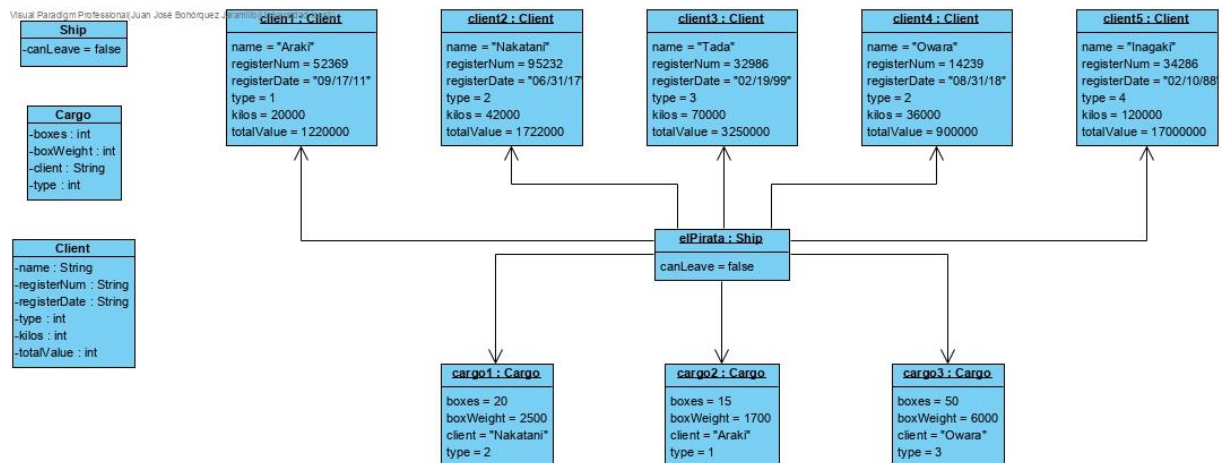 Visual Paradigm Professional(Juan José Bohórquez Jaramillo
Ship
-canLeave = false
Cargo
-boxes : int
-boxWeight : int
-client : String
-type : int
Client
-name : String
-registerNum : String
-registerDate : String
-type : int
-kilos : int
-totalValue : int
client1 : Client
name = "Araki"
registerNum = 52369
registerDate = "09/17/11"
type = 1
kilos = 20000
totalValue = 1220000
client2 : Client
name = "Nakatani"
registerNum = 95232
registerDate = "06/31/17"
type = 2
kilos = 42000
totalValue = 1722000
client3 : Client
name = "Tada"
registerNum = 32986
registerDate = "02/19/99"
type = 3
kilos = 70000
totalValue = 3250000
client4 : Client
name = "Owara"
registerNum = 14239
registerDate = "08/31/18"
type = 2
kilos = 36000
totalValue = 900000
client5 : Client
name = "Inagaki"
registerNum = 34286
registerDate = "02/10/88"
type = 4
kilos = 120000
totalValue = 17000000
elPirata : Ship
canLeave = false
cargo1 : Cargo
boxes = 20
boxWeight = 2500
client = "Nakatani"
type = 2
cargo2 : Cargo
boxes = 15
boxWeight = 1700
client = "Araki"
type = 1
cargo3 : Cargo
boxes = 50
boxWeight = 6000
client = "Owara"
type = 3